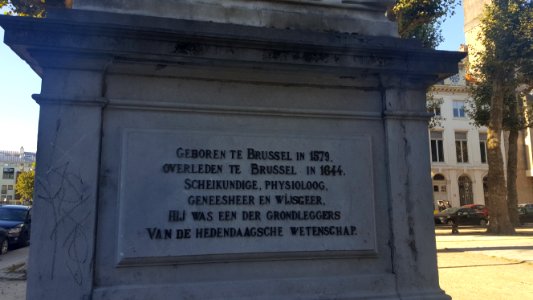 GEBOREN TE BRUSSEL IN 1579.
OVERLEDEN TE BRUSSEL IN 1644.
SCHEIKUNDIGE, PHYSIOLOOG,
GENEESHEER EN WIJSGEER,
HIJ WAS EEN DER GRONDLEGGERS
VAN DE HEDENDAAGSCHE WETENSCHAP.